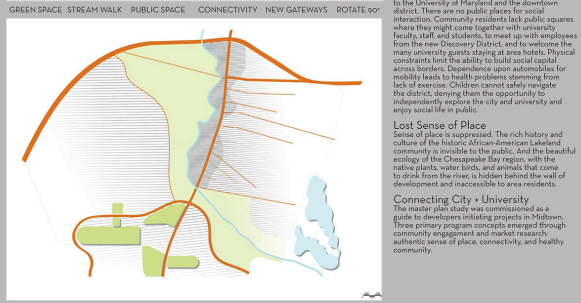 GREEN SPACE STREAM WALK PUBLIC SPACE CONNECTIVITY NEW GATEWAYS ROTATE 90°
to the University of Maryland and the downtown
district. There are no public places for social
interaction. Community residents lack public squares
where they might come together with university
faculty, staff, and students, to meet up with employees
from the new Discovery District, and to welcome the
many university guests staying at area hotels. Physical
constraints limit the ability to build social capital
across borders. Dependence upon automobiles for
mobility leads to health problems stemming from
lack of exercise. Children cannot safely navigate
the district, denying them the opportunity to
independently explore the city and university and
enjoy social life in public.
Lost Sense of Place
Sense of place is suppressed. The rich history and
culture of the historic African-American Lakeland
community is invisible to the public. And the beautiful
ecology of the Chesapeake Bay region, with the
native plants, water birds, and animals that come
to drink from the river, is hidden behind the wall of
development and inaccessible to area residents.
Connecting City + University
The master plan study was commissioned as a
guide to developers initiating projects in Midtown.
Three primary program concepts emerged through
community engagement and market research:
authentic sense of place, connectivity, and healthy
community.